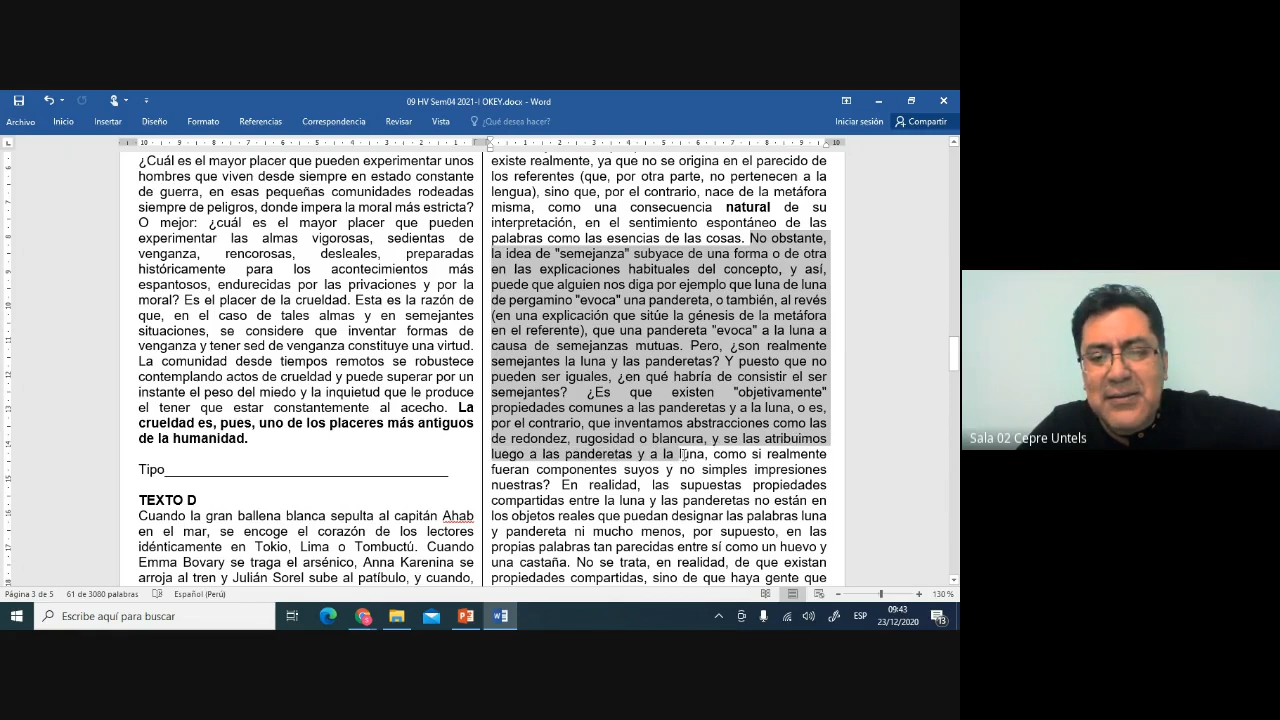 09 HV Sem04 2021-I OKEY.docx - Word
Archivo Inicio Insertar Diseño Formato Referencias Correspondencia Revisar Vista ¿Qué desea hacer? Iniciar sesión Compartir
¿Cuál es el mayor placer que pueden experimentar unos
hombres que viven desde siempre en estado constante
de guerra, en esas pequeñas comunidades rodeadas
siempre de peligros, donde impera la moral más estricta?
O mejor: ¿cuál es el mayor placer que pueden
experimentar las almas vigorosas, sedientas de
venganza, rencorosas, desleales, preparadas
históricamente para los acontecimientos más
espantosos, endurecidas por las privaciones y por la
moral? Es el placer de la crueldad. Esta es la razón de
que, en el caso de tales almas y en semejantes
situaciones, se considere que inventar formas de
venganza y tener sed de venganza constituye una virtud.
La comunidad desde tiempos remotos se robustece
contemplando actos de crueldad y puede superar por un
instante el peso del miedo y la inquietud que le produce
el tener que estar constantemente al acecho. La
crueldad es, pues, uno de los placeres más antiguos
de la humanidad.
Tipo
TEXTO D
Cuando la gran ballena blanca sepulta al capitán Ahab
en el mar, se encoge el corazón de los lectores
idénticamente en Tokio, Lima o Tombuctú. Cuando
Emma Bovary se traga el arsénico, Anna Karenina se
arroja al tren y Julián Sorel sube al patíbulo, y cuando,
existe realmente, ya que no se origina en el parecido de
los referentes (que, por otra parte, no pertenecen a la
lengua), sino que, por el contrario, nace de la metáfora
misma, como una consecuencia natural de su
interpretación, en el sentimiento espontáneo de las
palabras como las esencias de las cosas. No obstante,
la idea de "semejanza" subyace de una forma o de otra
en las explicaciones habituales del concepto, y así,
puede que alguien nos diga por ejemplo que luna de luna
de pergamino "evoca" una pandereta, o también, al revés
(en una explicación que sitúe la génesis de la metáfora
en el referente), que una pandereta "evoca" a la luna a
causa de semejanzas mutuas. Pero, ¿son realmente
semejantes la luna y las panderetas? Y puesto que no
pueden ser iguales, ¿en qué habría de consistir el ser
semejantes? ¿Es que existen "objetivamente"
propiedades comunes a las panderetas y a la luna, o es,
por el contrario, que inventamos abstracciones como las
de redondez, rugosidad o blancura, y se las atribuimos
luego a las panderetas y a la luna, como si realmente
fueran componentes suyos y no simples impresiones
nuestras? En realidad, las supuestas propiedades
compartidas entre la luna y las panderetas no están en
los objetos reales que puedan designar las palabras luna
y pandereta ni mucho menos, por supuesto, en las
propias palabras tan parecidas entre sí como un huevo y
una castaña. No se trata, en realidad, de que existan
propiedades compartidas, sino de que haya gente que
Sala 02 Cepre Untels
Página 3 de 5 61 de 3080 palabras Español (Perú) 130 %
Escribe aquí para buscar
ESP
09:43
23/12/2020
13